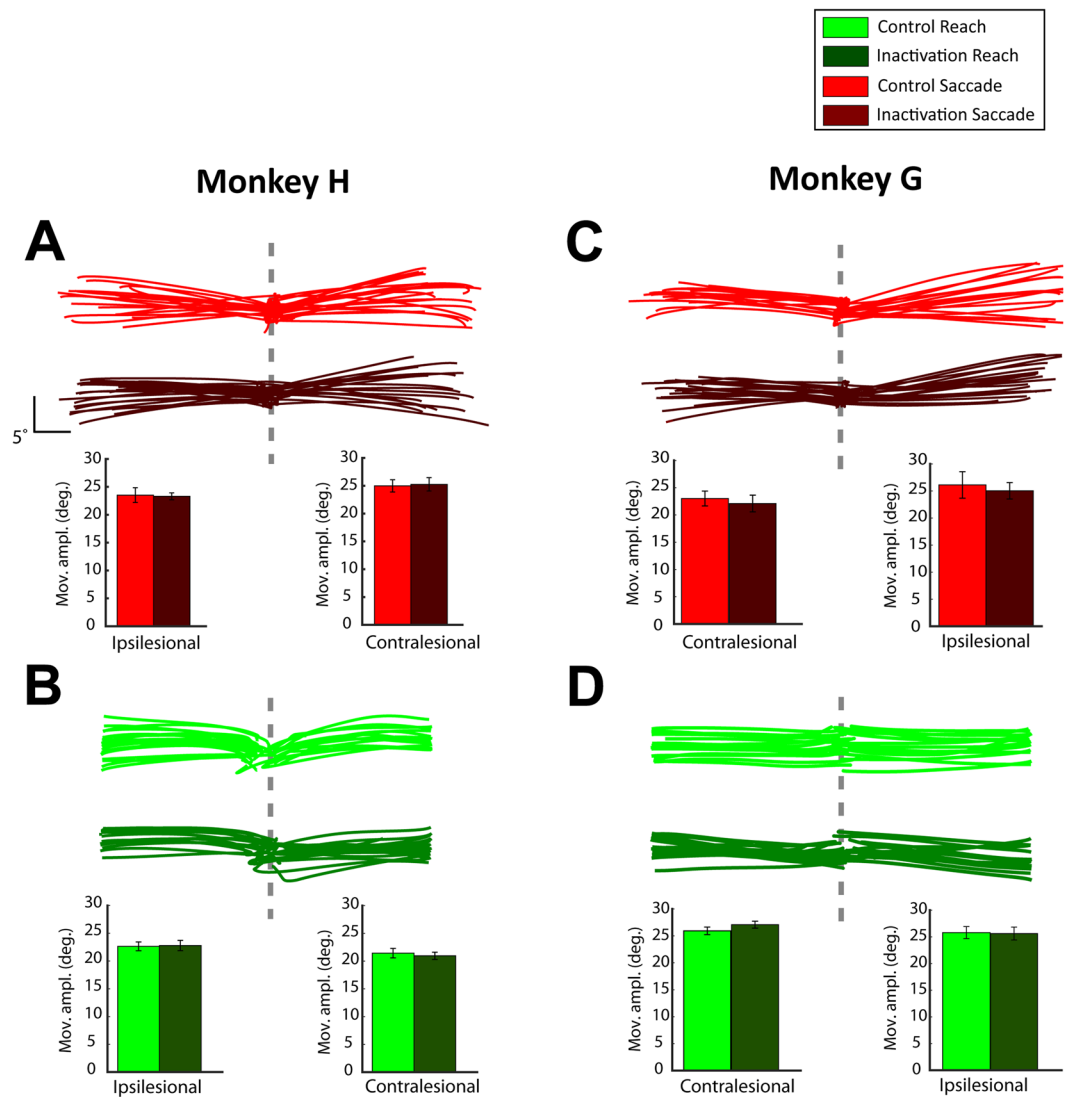 Control Reach
Inactivation Reach
Control Saccade
Inactivation Saccade
Monkey H
Monkey G
A
C
5°
30
25
20
15
10
5
0
Mov. ampl. (deg.)
Ipsilesional
30
25
20
15
10
5
0
Mov. ampl. (deg.)
Contralesional
30
25
20
15
10
5
0
Mov. ampl. (deg.)
Contralesional
30
25
20
15
10
5
0
Mov. ampl. (deg.)
Ipsilesional
B
D
30
25
20
15
10
5
0
Mov. ampl. (deg.)
Ipsilesional
30
25
20
15
10
5
0
Mov. ampl. (deg.)
Contralesional
30
25
20
15
10
5
0
Mov. ampl. (deg.)
Contralesional
30
25
20
15
10
5
0
Mov. ampl. (deg.)
Ipsilesional